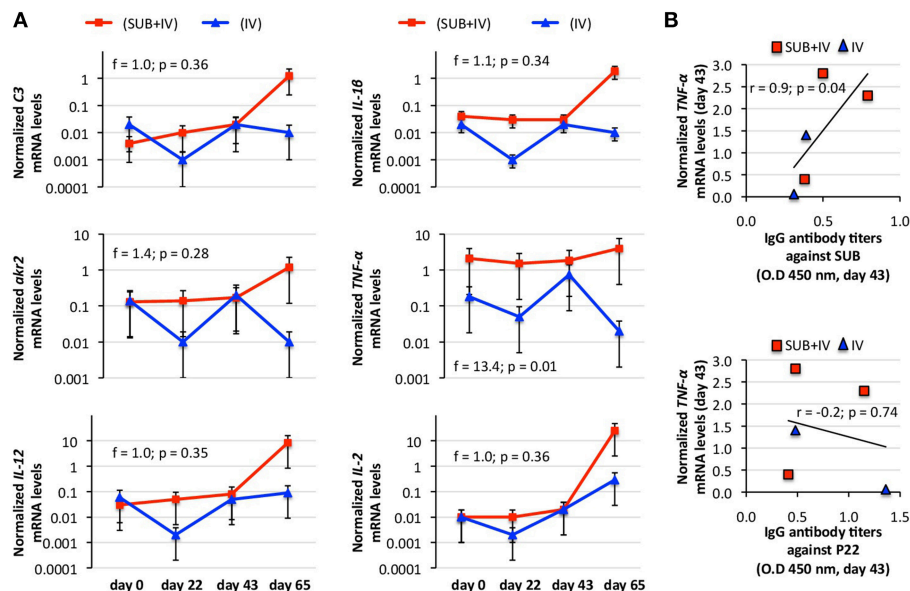 A
(SUB+IV)
(IV)
(SUB+IV)
(IV)
Normalized C3
mRNA levels
1
0.1
0.01
0.001
0.0001
f = 1.0; p = 0.36
Normalized IL-1β
mRNA levels
1
0.1
0.01
0.001
0.0001
f = 1.1; p = 0.34
Normalized akr2
mRNA levels
10
1
0.1
0.01
0.001
f = 1.4; p = 0.28
Normalized TNF-α
mRNA levels
10
1
0.1
0.01
0.001
f = 13.4; p = 0.01
Normalized IL-12
mRNA levels
10
1
0.1
0.01
0.001
0.0001
f = 1.0; p = 0.35
day 0 day 22 day 43 day 65
Normalized IL-2
mRNA levels
10
1
0.1
0.01
0.001
0.0001
f = 1.0; p = 0.36
day 0 day 22 day 43 day 65
B
SUB+IV
IV
Normalized TNF-α
mRNA levels (day 43)
3.0
2.5
2.0
1.5
1.0
0.5
0.0
r = 0.9; p = 0.04
0.0 0.5 1.0
IgG antibody titers
against SUB
(O.D 450 nm, day 43)
SUB+IV
IV
Normalized TNF-α
mRNA levels (day 43)
3.0
2.5
2.0
1.5
1.0
0.5
0.0
r = -0.2; p = 0.74
0.0 0.5 1.0 1.5
IgG antibody titers
against P22
(O.D 450 nm, day 43)